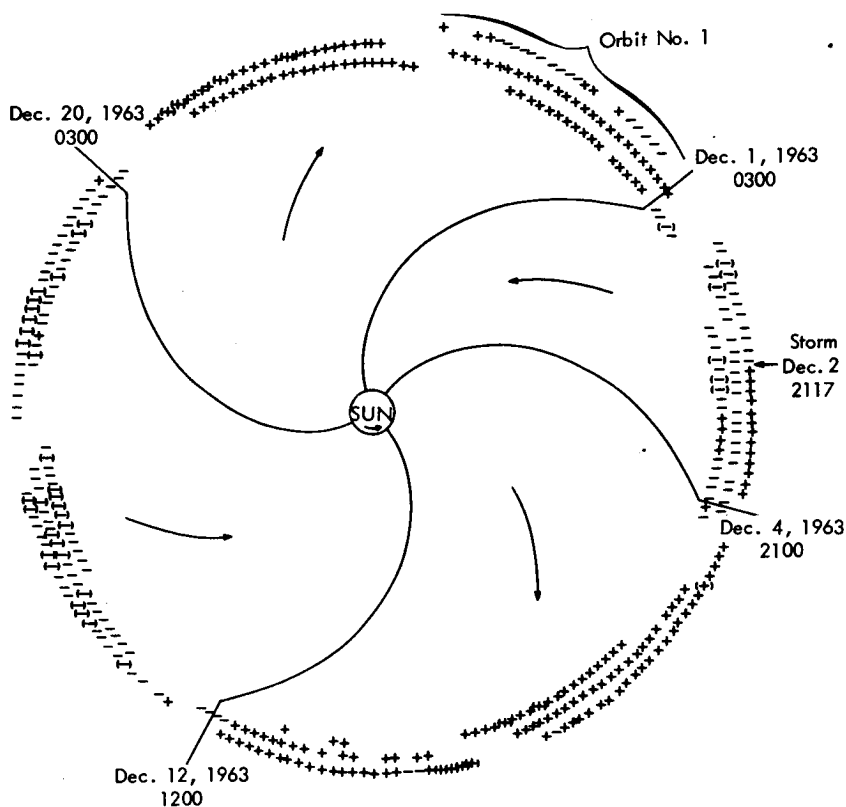 Orbit No. 1
Dec. 20, 1963
0300
Dec. 1, 1963
0300
Storm
Dec. 2
2117
SUN
Dec. 4, 1963
2100
Dec. 12, 1963
1200